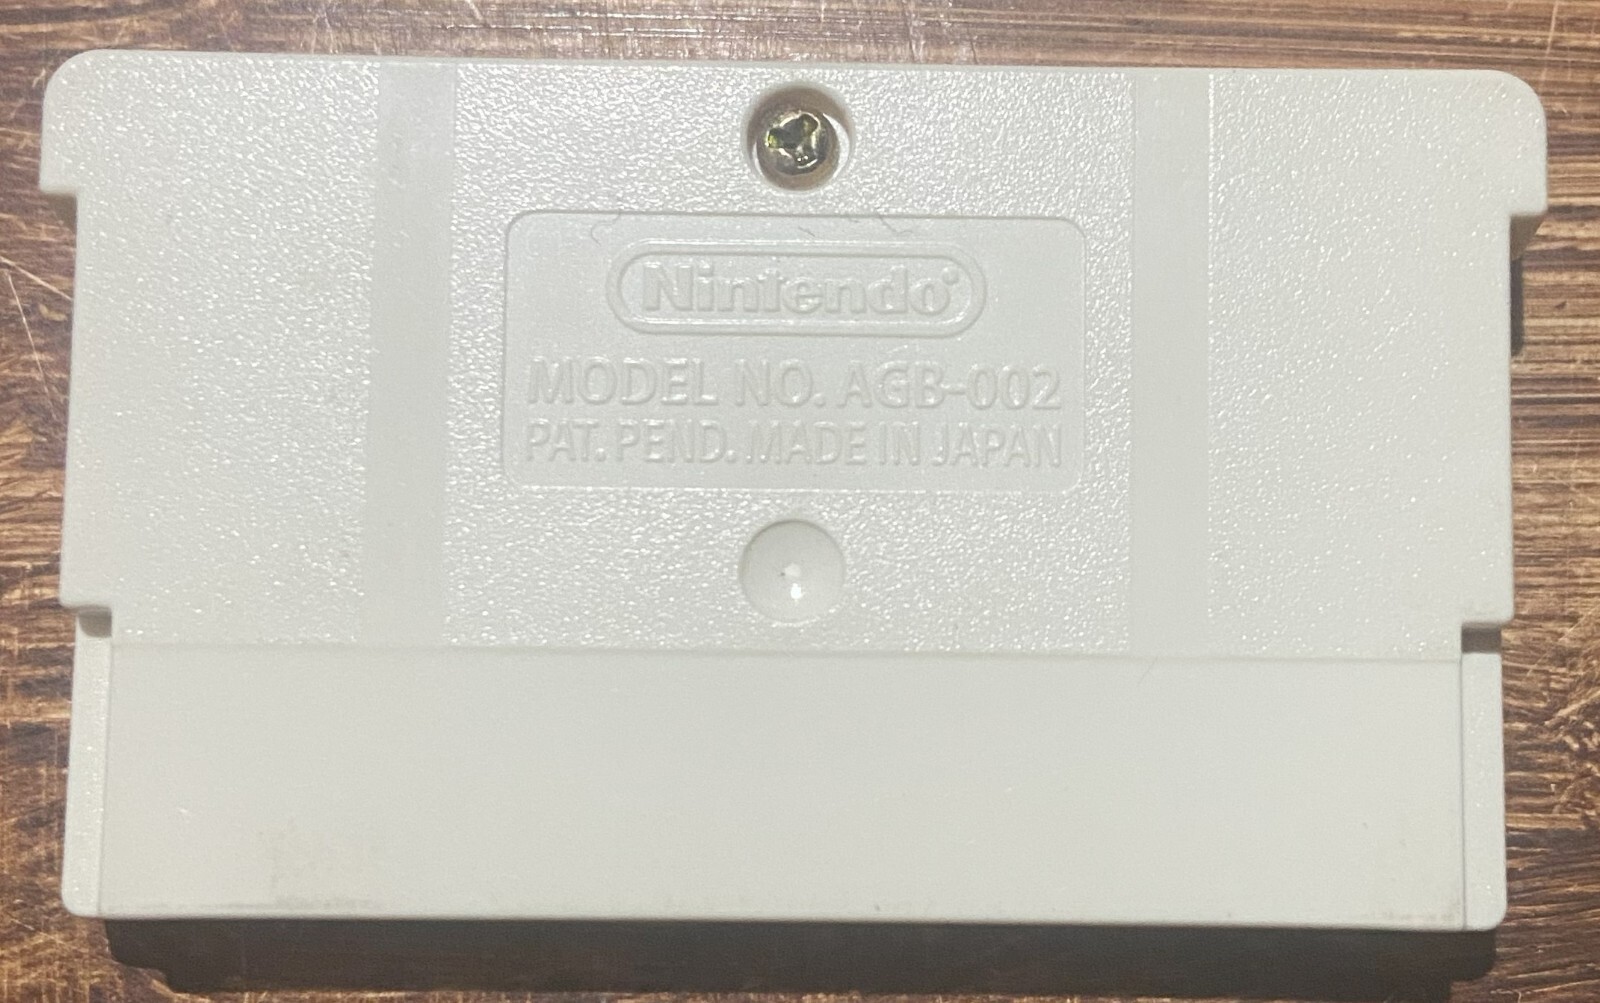 Nintendo®
MODEL NO. AGB-002
PAT. PEND. MADE IN JAPAN